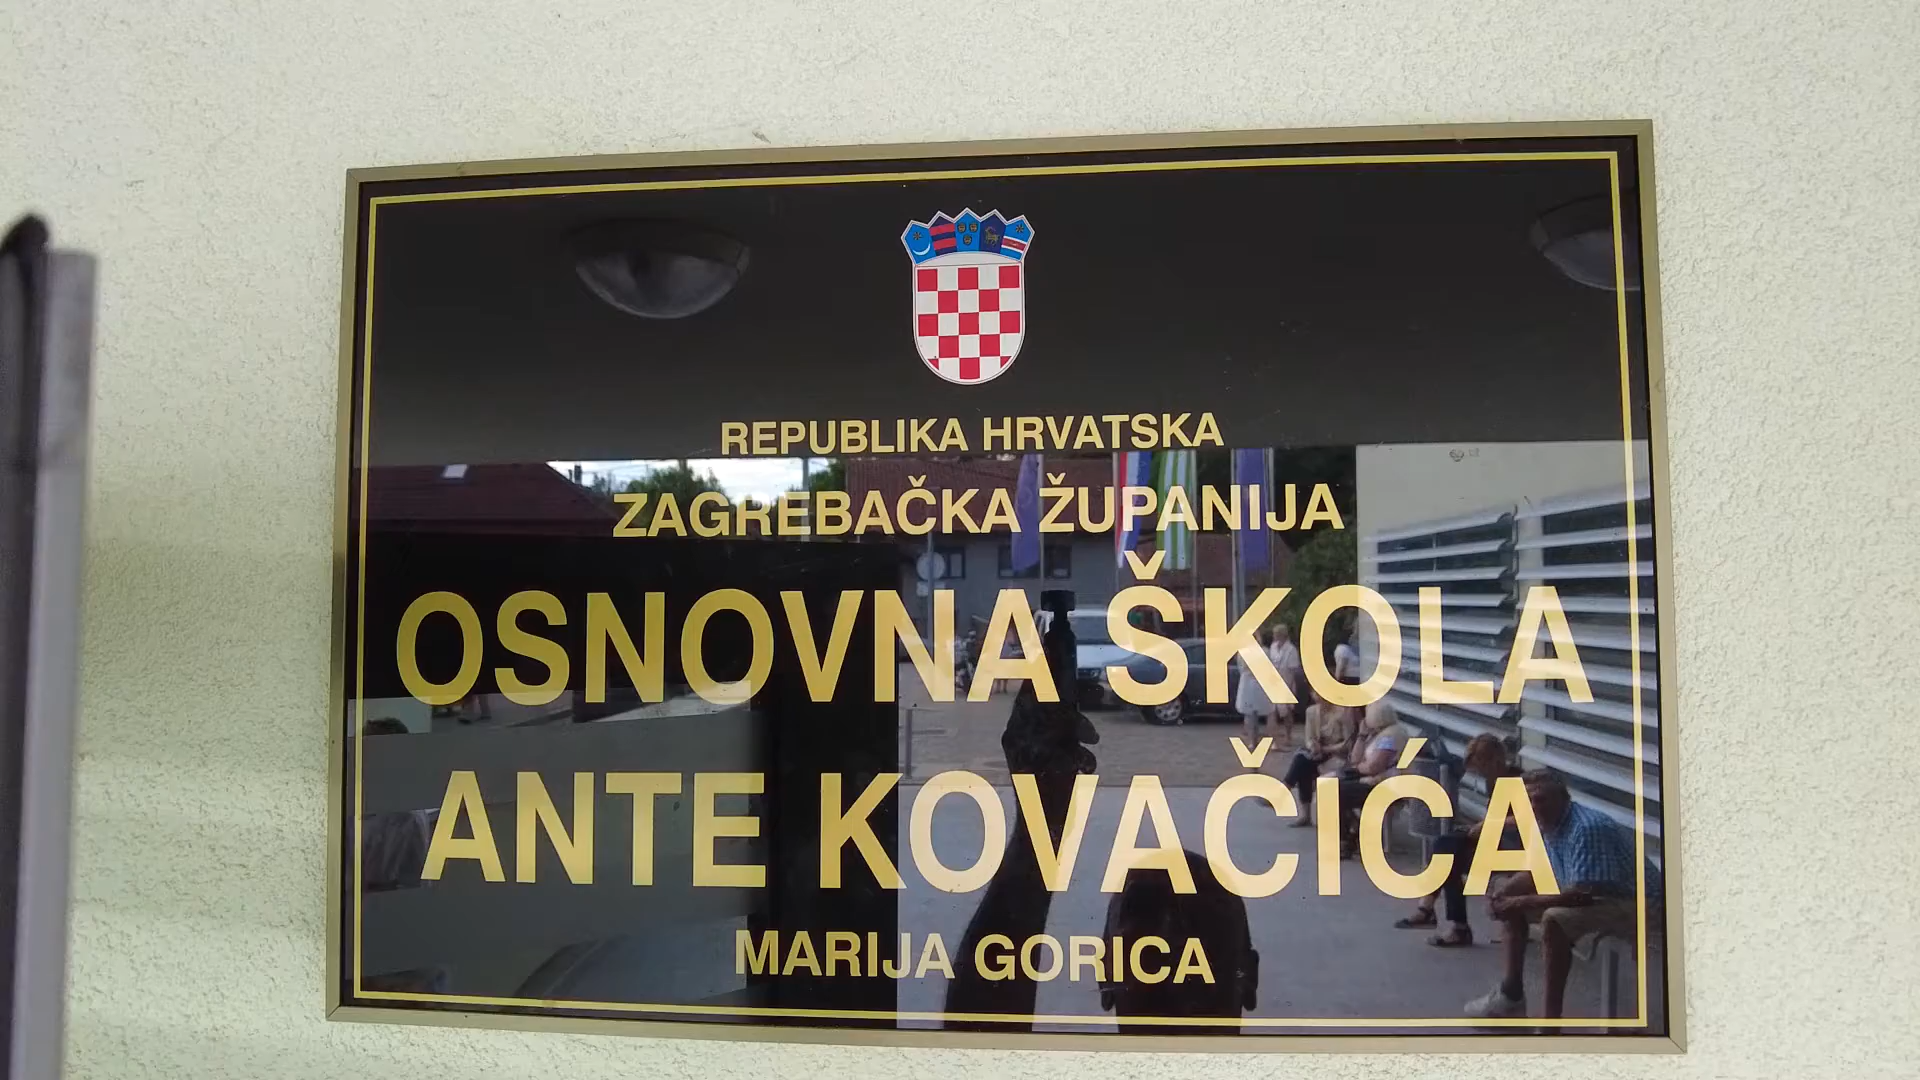 REPUBLIKA HRVATSKA
ZAGREBAČKA ŽUPANIJA
OSNOVNA ŠKOLA
ANTE KOVAČIĆA
MARIJA GORICA